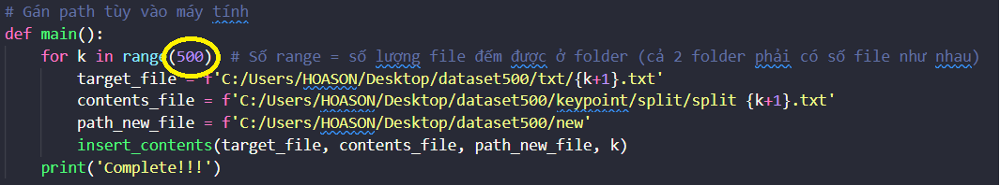 # Gán path tùy vào máy tính
def main():
    for k in range(500): # Số range = số lượng file đếm được ở folder (cả 2 folder phải có số file như nhau)
        target_file = f'C:/Users/HOASON/Desktop/dataset500/txt/{k+1}.txt'
        contents_file = f'C:/Users/HOASON/Desktop/dataset500/keypoint/split/split {k+1}.txt'
        path_new_file = f'C:/Users/HOASON/Desktop/dataset500/new'
        insert_contents(target_file, contents_file, path_new_file, k)
    print('Complete!!!')